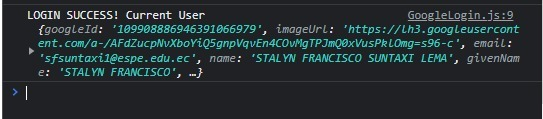 LOGIN SUCCESS! Current User GoogleLogin.js:9
{googleId: '109908886946391066979', imageUrl: 'https://lh3.googleusercont
ent.com/a-/AFdZucpNvXboYiQ5gnpVqvEn4COvMgTPJmQ0xVusPklOmg=s96-c', email:
'sfsuntaxi1@espe.edu.ec', name: 'STALYN FRANCISCO SUNTAXI LEMA', givenNam
e: 'STALYN FRANCISCO', …}